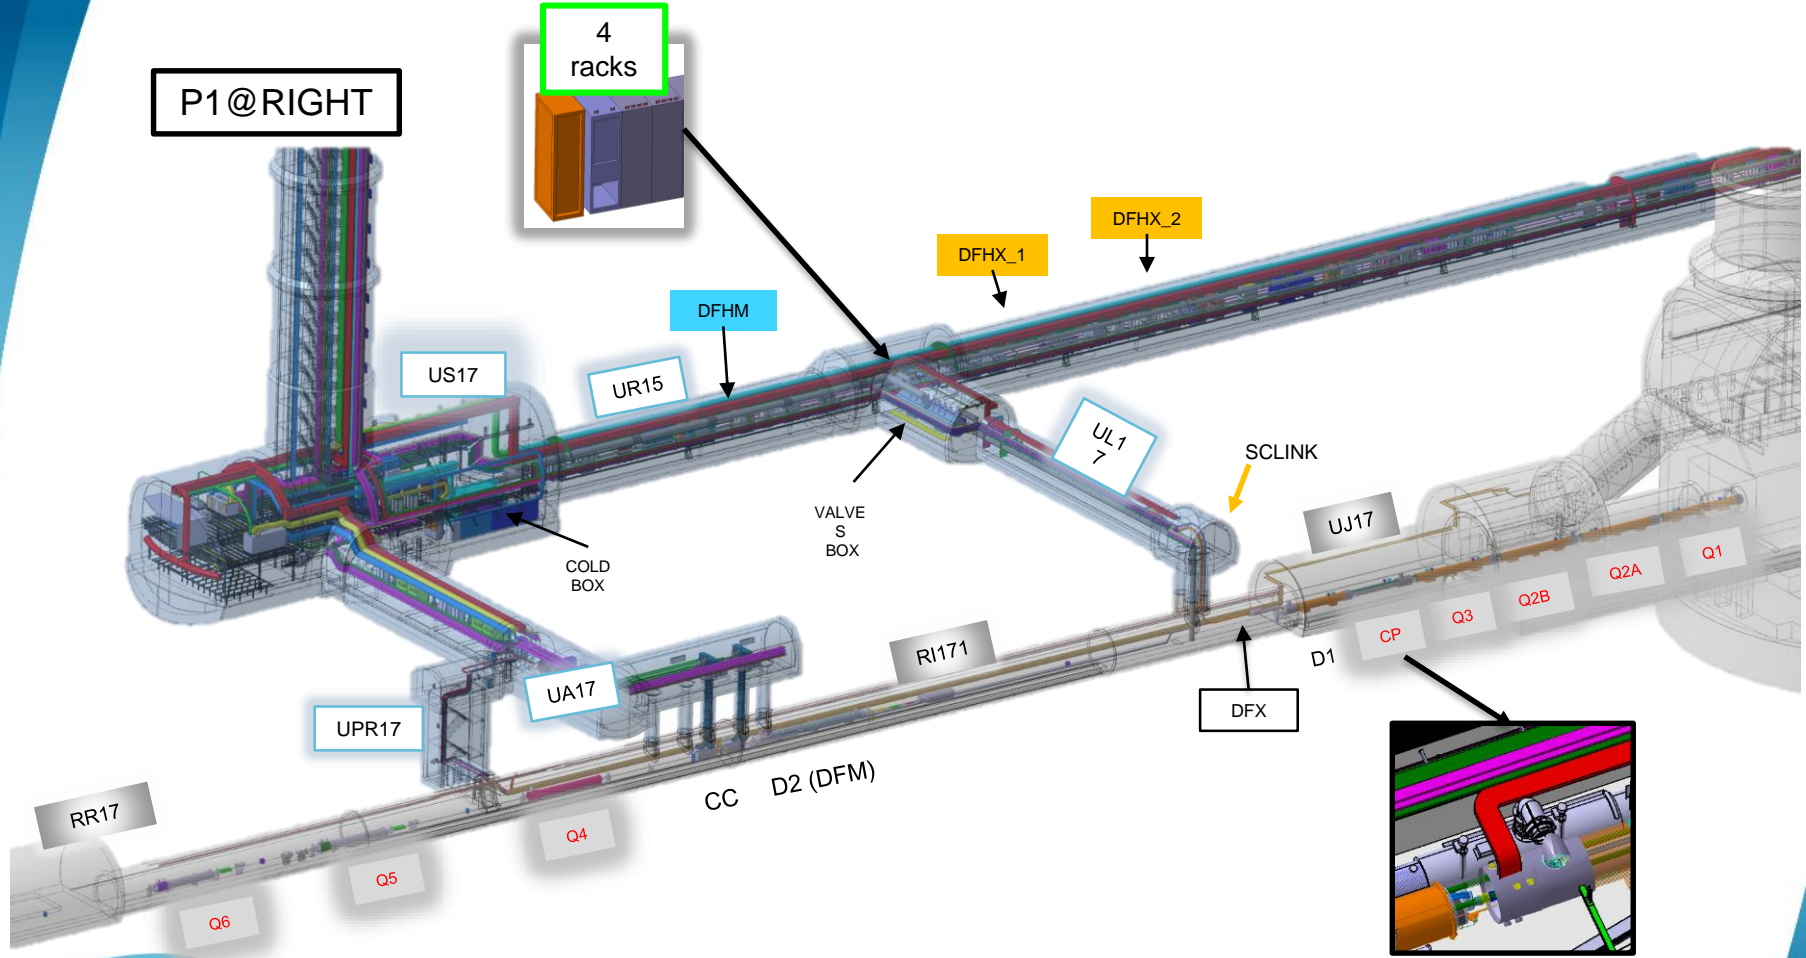 4
racks
P1@RIGHT
DFHX_2
DFHX_1
DFHM
US17
UR15
UL1
7
SCLINK
VALVE
S
BOX
UJ17
COLD
BOX
Q1
Q2A
Q2B
Q3
CP
D1
RI171
UA17
DFX
UPR17
D2 (DFM)
CC
RR17
Q4
Q5
Q6